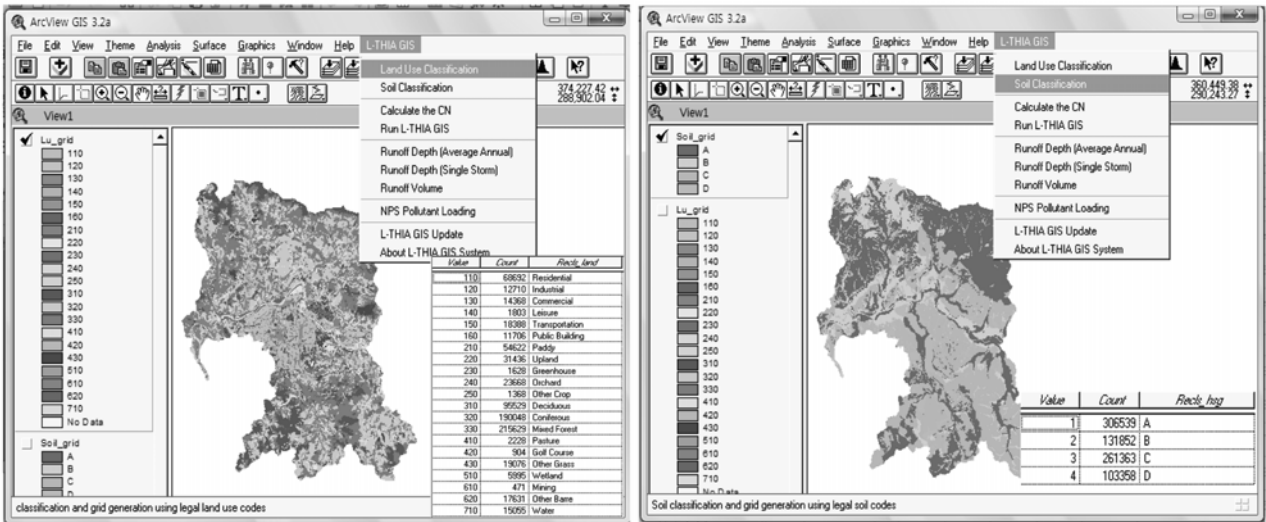 ArcView GIS 3.2a
File Edit View Theme Analysis Surface Graphics Window Help L-THIA GIS
Land Use Classification
Soil Classification
Calculate the CN
Run L-THIA GIS
Runoff Depth (Average Annual)
Runoff Depth (Single Storm)
Runoff Volume
NPS Pollutant Loading
L-THIA GIS Update
About L-THIA GIS System
374,227.42
288,902.04
View1
Lu_grid
110
120
130
140
150
160
210
220
230
240
250
310
320
330
410
420
430
510
610
620
710
No Data
Soil_grid
A
B
C
D
Value Count Recls_land
110 68692 Residential
120 12710 Industrial
130 14368 Commercial
140 1803 Leisure
150 18388 Transportation
160 11706 Public Building
210 54622 Paddy
220 31436 Upland
230 1628 Greenhouse
240 23668 Orchard
250 1368 Other Crop
310 95529 Deciduous
320 190048 Coniferous
330 215629 Mixed Forest
410 2228 Pasture
420 904 Golf Course
430 19076 Other Grass
510 5995 Wetland
610 471 Mining
620 17631 Other Barre
710 15055 Water
classification and grid generation using legal land use codes
ArcView GIS 3.2a
File Edit View Theme Analysis Surface Graphics Window Help L-THIA GIS
Land Use Classification
Soil Classification
Calculate the CN
Run L-THIA GIS
Runoff Depth (Average Annual)
Runoff Depth (Single Storm)
Runoff Volume
NPS Pollutant Loading
L-THIA GIS Update
About L-THIA GIS System
360,449.38
290,243.27
View1
Soil_grid
A
B
C
D
Lu_grid
110
120
130
140
150
160
210
220
230
240
250
310
320
330
410
420
430
510
610
620
710
No Data
Value Count Recls_hsg
1 306539 A
2 131852 B
3 261363 C
4 103358 D
Soil classification and grid generation using legal soil codes